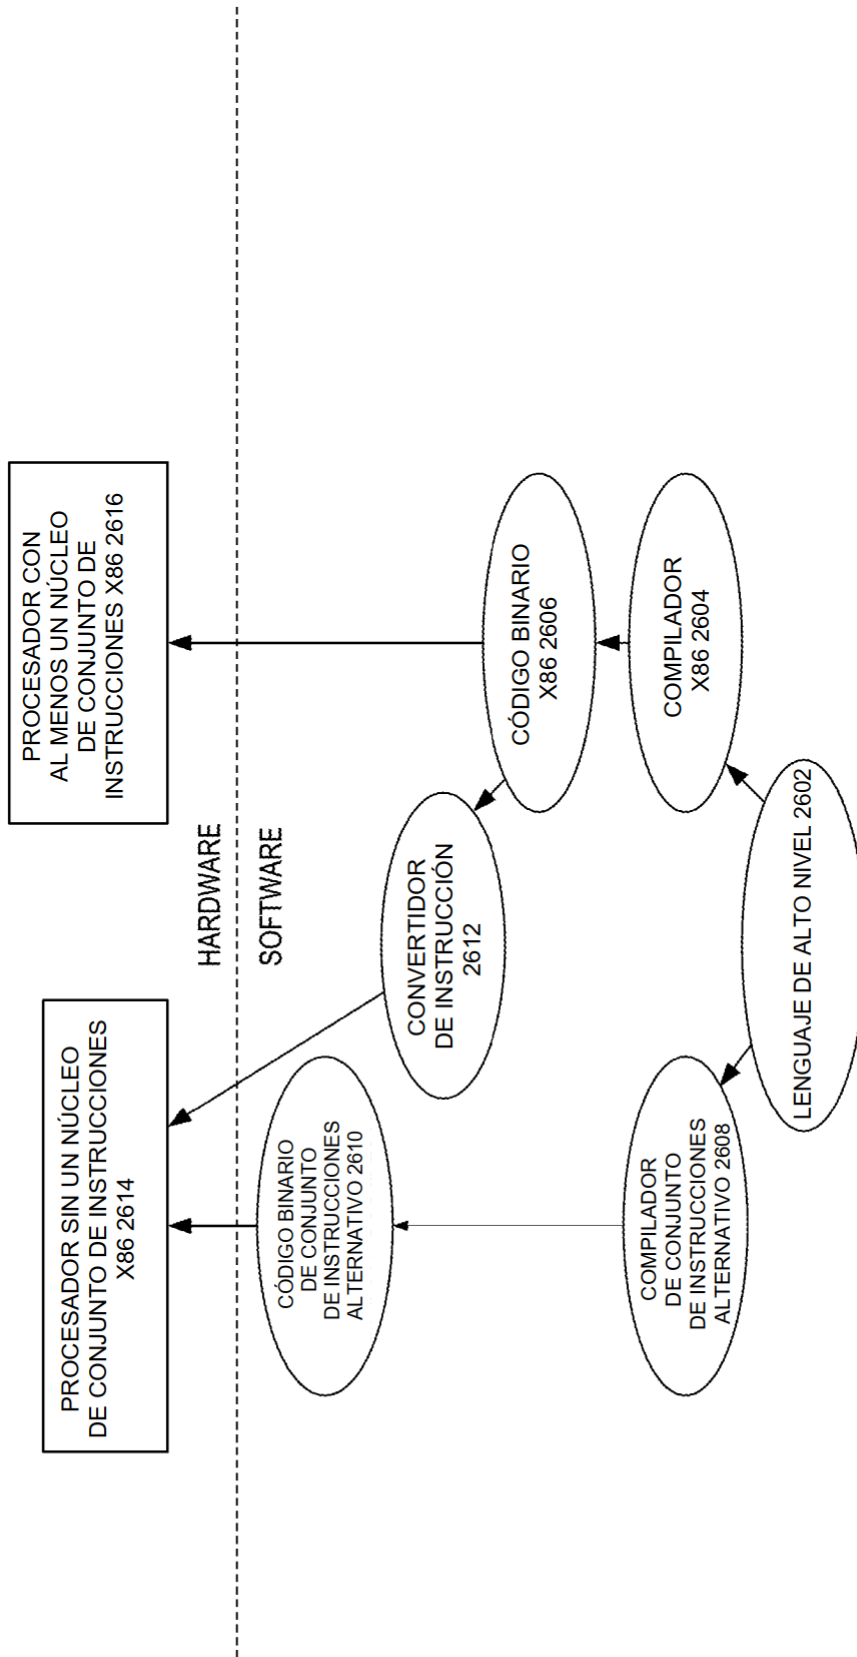 PROCESADOR CON
AL MENOS UN NÚCLEO
DE CONJUNTO DE
INSTRUCCIONES X86 2616
PROCESADOR SIN UN NÚCLEO
DE CONJUNTO DE INSTRUCCIONES
X86 2614
HARDWARE
SOFTWARE
CÓDIGO BINARIO
DE CONJUNTO
DE INSTRUCCIONES
ALTERNATIVO 2610
CONVERTIDOR
DE INSTRUCCIÓN
2612
CÓDIGO BINARIO
X86 2606
COMPILADOR
DE CONJUNTO
DE INSTRUCCIONES
ALTERNATIVO 2608
COMPILADOR
X86 2604
LENGUAJE DE ALTO NIVEL 2602